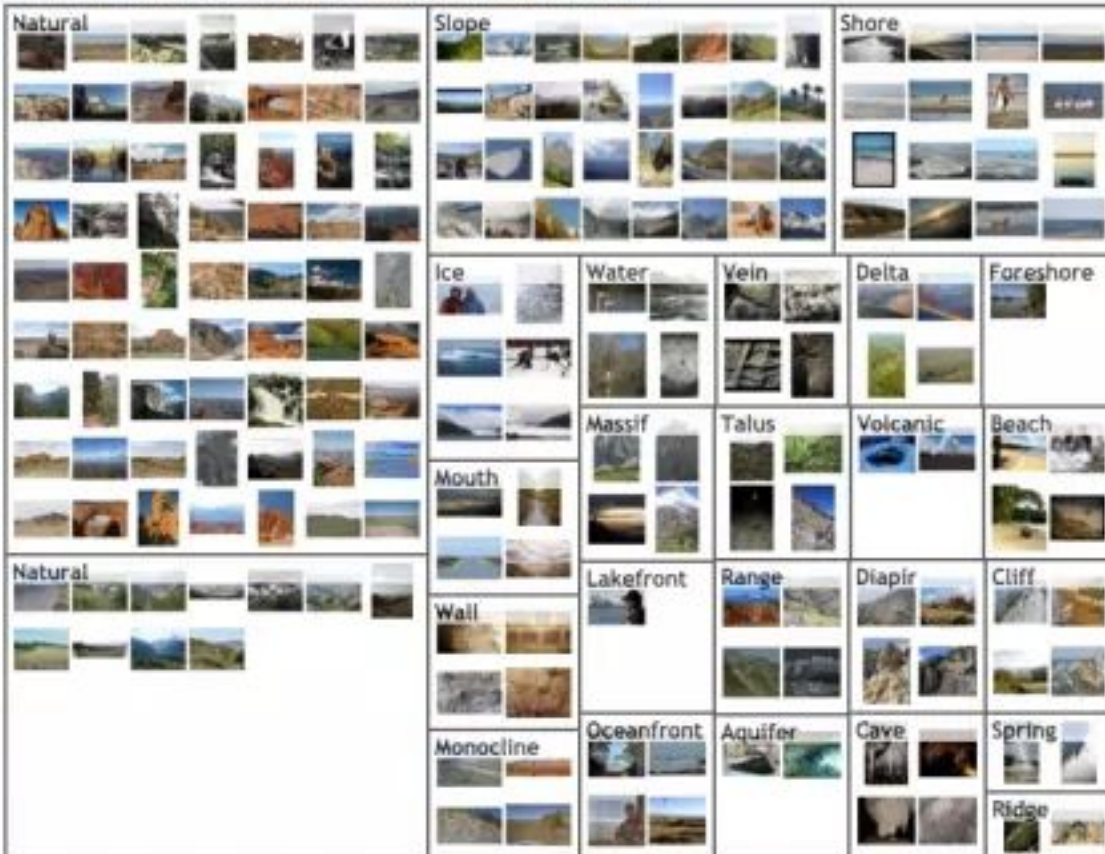 Natural
Slope
Shore
Ice
Water
Vein
Delta
Foreshore
Massif
Talus
Volcanic
Beach
Mouth
Natural
Lakefront
Range
Diapir
Cliff
Wall
Oceanfront
Aquifer
Cave
Spring
Monocline
Ridge